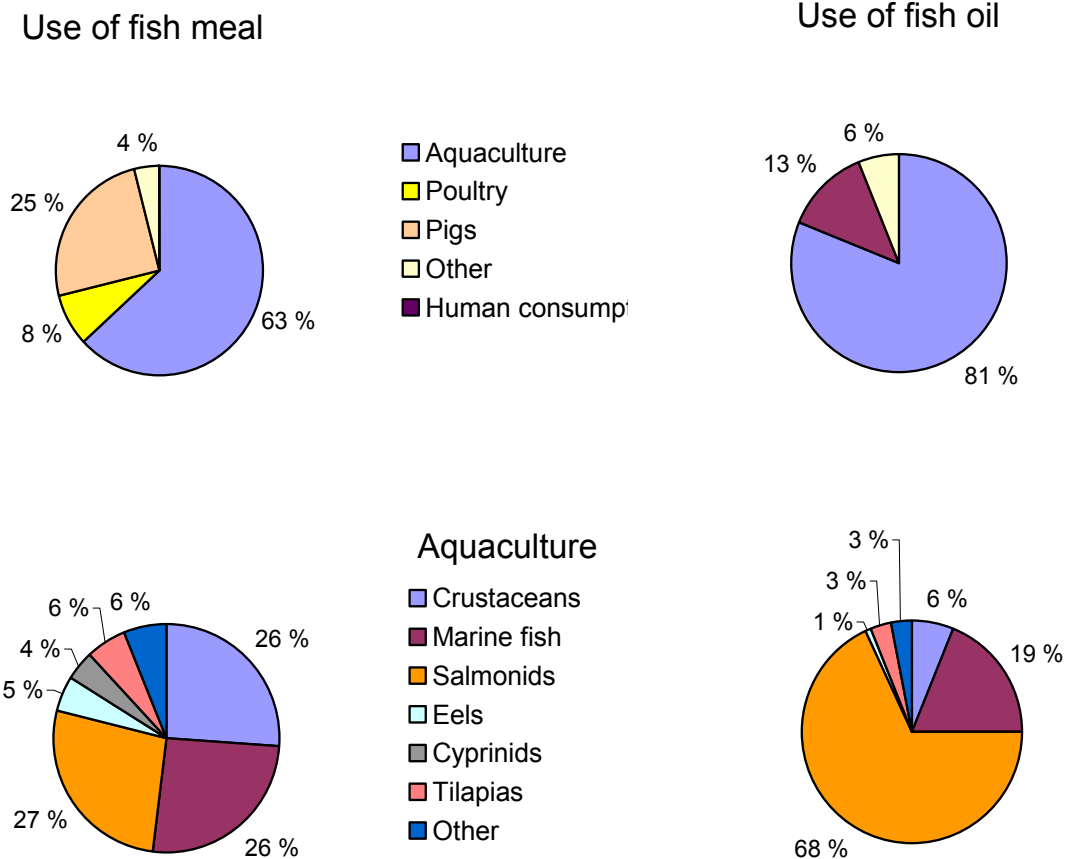 Use of fish meal
Use of fish oil
4 %
25 %
8 %
63 %
Aquaculture
Poultry
Pigs
Other
Human consumpt
6 %
13 %
81 %
Aquaculture
6 %
6 %
4 %
5 %
27 %
26 %
26 %
Crustaceans
Marine fish
Salmonids
Eels
Cyprinids
Tilapias
Other
3 %
3 %
1 %
6 %
19 %
68 %